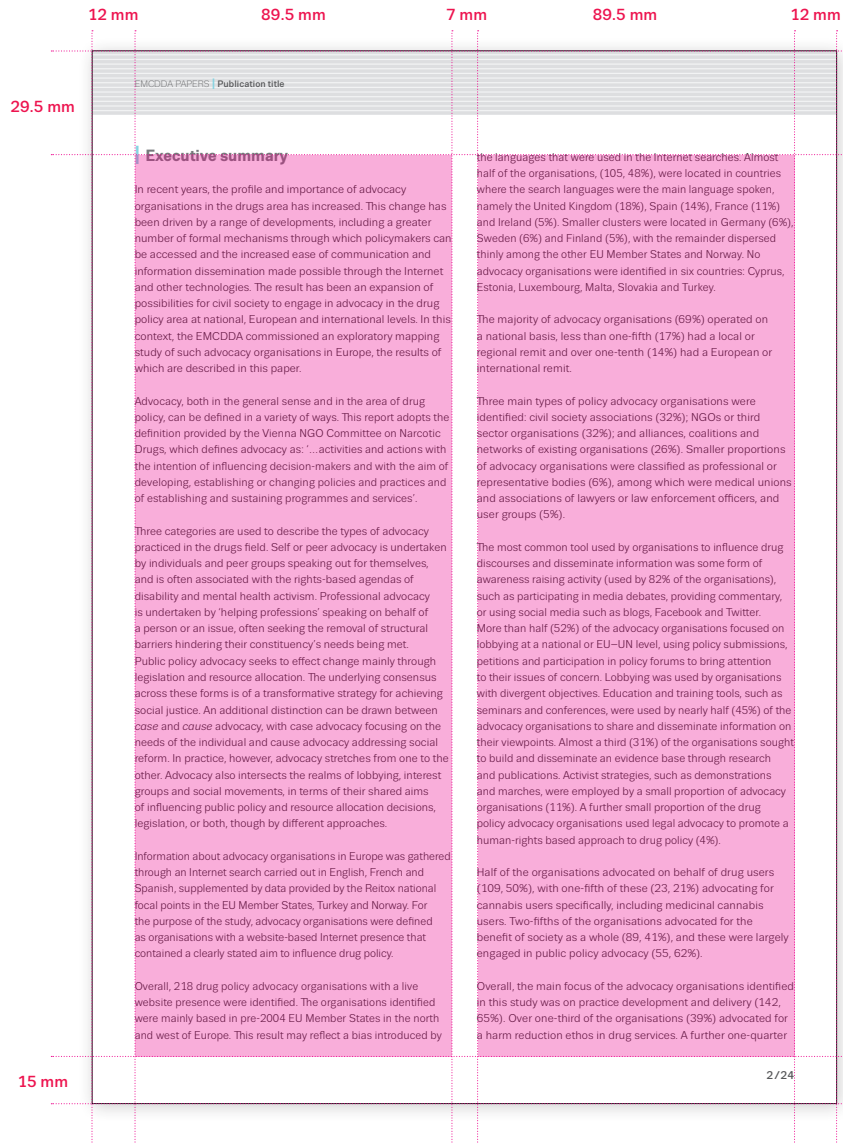 12 mm
89.5 mm
7 mm
89.5 mm
12 mm
29.5 mm
EMCDDA PAPERS | Publication title
Executive summary
In recent years, the profile and importance of advocacy
organisations in the drugs area has increased. This change has
been driven by a range of developments, including a greater
number of formal mechanisms through which policymakers can
be accessed and the increased ease of communication and
information dissemination made possible through the Internet
and other technologies. The result has been an expansion of
possibilities for civil society to engage in advocacy in the drug
policy area at national, European and international levels. In this
context, the EMCDDA commissioned an exploratory mapping
study of such advocacy organisations in Europe, the results of
which are described in this paper.
Advocacy, both in the general sense and in the area of drug
policy, can be defined in a variety of ways. This report adopts the
definition provided by the Vienna NGO Committee on Narcotic
Drugs, which defines advocacy as: '...activities and actions with
the intention of influencing decision-makers and with the aim of
developing, establishing or changing policies and practices and
of establishing and sustaining programmes and services'.
Three categories are used to describe the types of advocacy
practiced in the drugs field. Self or peer advocacy is undertaken
by individuals and peer groups speaking out for themselves,
and is often associated with the rights-based agendas of
disability and mental health activism. Professional advocacy
is undertaken by 'helping professions' speaking on behalf of
a person or an issue, often seeking the removal of structural
barriers hindering their constituency's needs being met.
Public policy advocacy seeks to effect change mainly through
legislation and resource allocation. The underlying consensus
across these forms is of a transformative strategy for achieving
social justice. An additional distinction can be drawn between
case and cause advocacy, with case advocacy focusing on the
needs of the individual and cause advocacy addressing social
reform. In practice, however, advocacy stretches from one to the
other. Advocacy also intersects the realms of lobbying, interest
groups and social movements, in terms of their shared aims
of influencing public policy and resource allocation decisions,
legislation, or both, though by different approaches.
Information about advocacy organisations in Europe was gathered
through an Internet search carried out in English, French and
Spanish, supplemented by data provided by the Reitox national
focal points in the EU Member States, Turkey and Norway. For
the purpose of the study, advocacy organisations were defined
as organisations with a website-based Internet presence that
contained a clearly stated aim to influence drug policy.
Overall, 218 drug policy advocacy organisations with a live
website presence were identified. The organisations identified
were mainly based in pre-2004 EU Member States in the north
and west of Europe. This result may reflect a bias introduced by
the languages that were used in the Internet searches. Almost
half of the organisations, (105, 48%), were located in countries
where the search languages were the main language spoken,
namely the United Kingdom (18%), Spain (14%), France (11%)
and Ireland (5%). Smaller clusters were located in Germany (6%),
Sweden (6%) and Finland (5%), with the remainder dispersed
thinly among the other EU Member States and Norway. No
advocacy organisations were identified in six countries: Cyprus,
Estonia, Luxembourg, Malta, Slovakia and Turkey.
The majority of advocacy organisations (69%) operated on
a national basis, less than one-fifth (17%) had a local or
regional remit and over one-tenth (14%) had a European or
international remit.
Three main types of policy advocacy organisations were
identified: civil society associations (32%); NGOs or third
sector organisations (32%); and alliances, coalitions and
networks of existing organisations (26%). Smaller proportions
of advocacy organisations were classified as professional or
representative bodies (6%), among which were medical unions
and associations of lawyers or law enforcement officers, and
user groups (5%).
The most common tool used by organisations to influence drug
discourses and disseminate information was some form of
awareness raising activity (used by 82% of the organisations),
such as participating in media debates, providing commentary,
or using social media such as blogs, Facebook and Twitter.
More than half (52%) of the advocacy organisations focused on
lobbying at a national or EU–UN level, using policy submissions,
petitions and participation in policy forums to bring attention
to their issues of concern. Lobbying was used by organisations
with divergent objectives. Education and training tools, such as
seminars and conferences, were used by nearly half (45%) of the
advocacy organisations to share and disseminate information on
their viewpoints. Almost a third (31%) of the organisations sought
to build and disseminate an evidence base through research
and publications. Activist strategies, such as demonstrations
and marches, were employed by a small proportion of advocacy
organisations (11%). A further small proportion of the drug
policy advocacy organisations used legal advocacy to promote a
human-rights based approach to drug policy (4%).
Half of the organisations advocated on behalf of drug users
(109, 50%), with one-fifth of these (23, 21%) advocating for
cannabis users specifically, including medicinal cannabis
users. Two-fifths of the organisations advocated for the
benefit of society as a whole (89, 41%), and these were largely
engaged in public policy advocacy (55, 62%).
Overall, the main focus of the advocacy organisations identified
in this study was on practice development and delivery (142,
65%). Over one-third of the organisations (39%) advocated for
a harm reduction ethos in drug services. A further one-quarter
15 mm
2/24